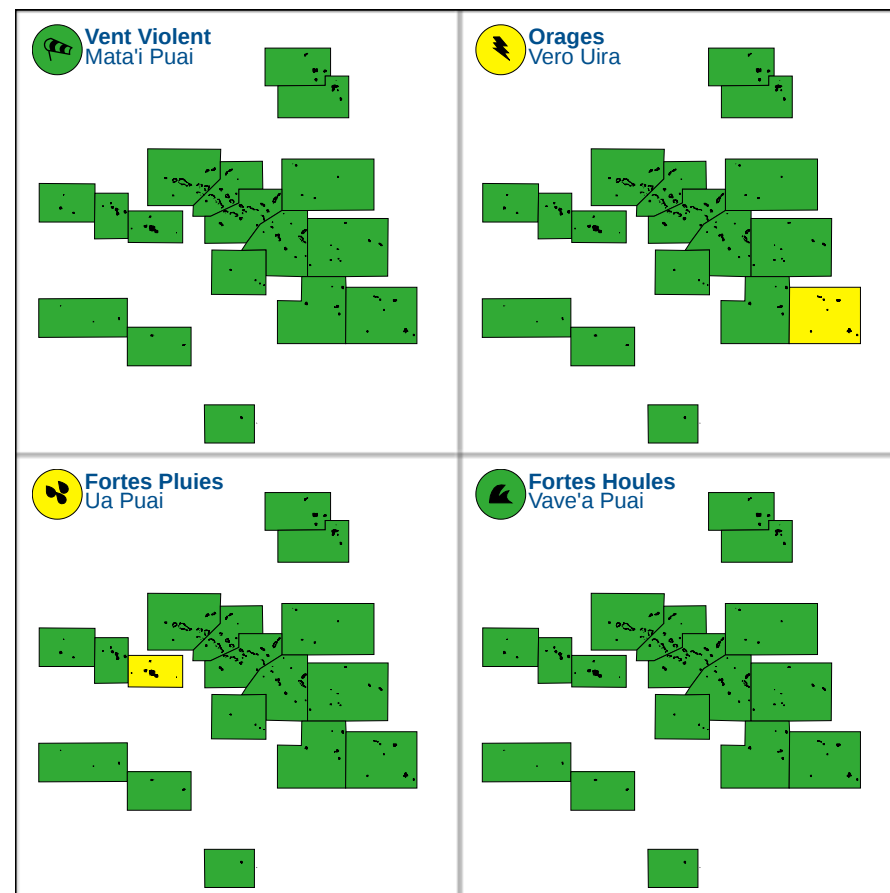 Vent Violent
Mata'i Puai
Orages
Vero Uira
Fortes Pluies
Ua Puai
Fortes Houles
Vave'a Puai